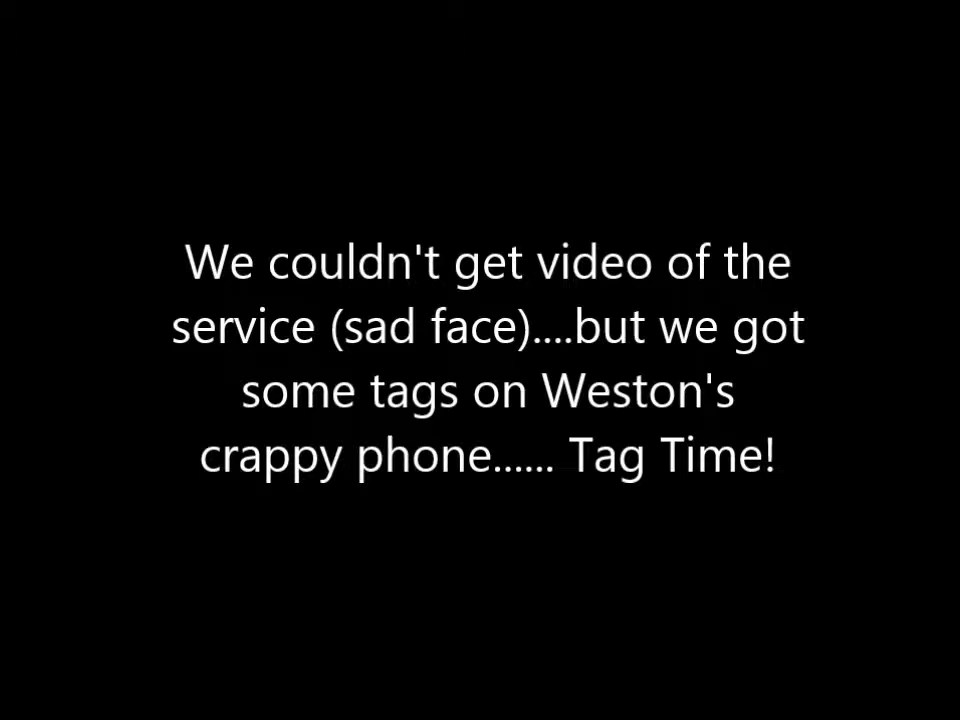 We couldn't get video of the
service (sad face)....but we got
some tags on Weston's
crappy phone...... Tag Time!